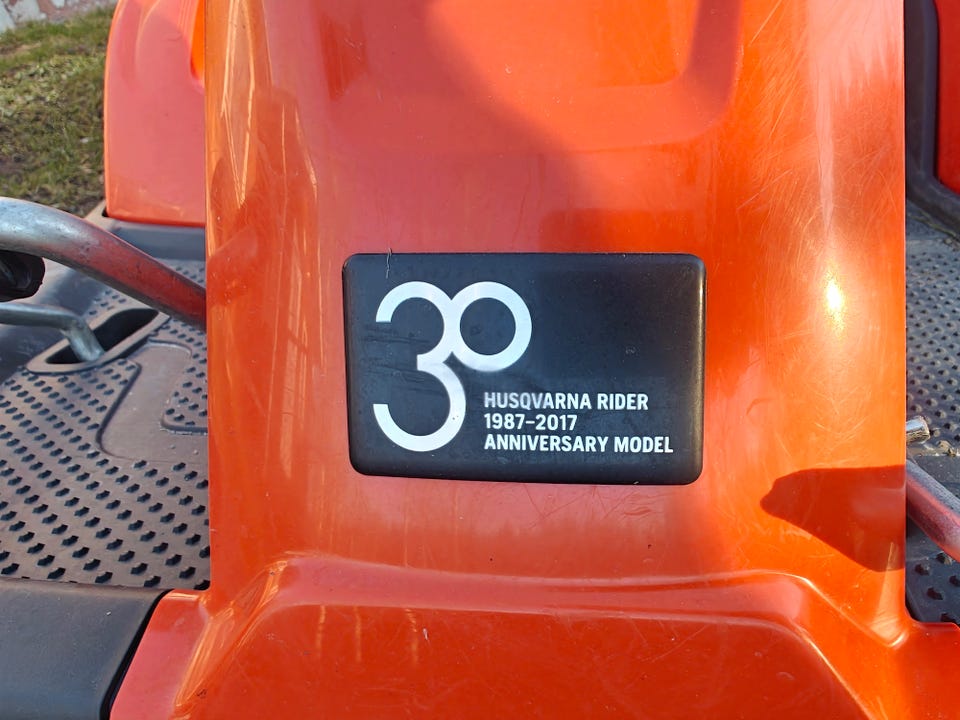 30
HUSQVARNA RIDER
1987-2017
ANNIVERSARY MODEL